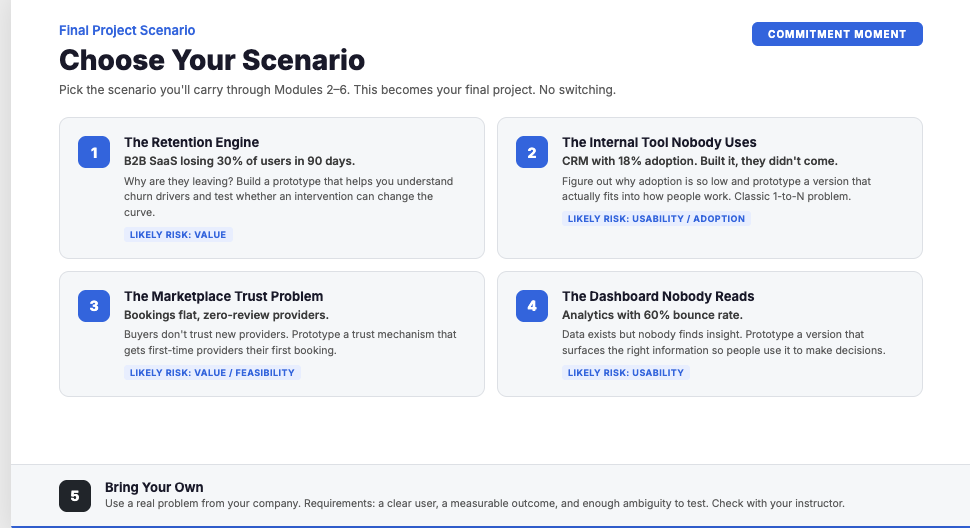 Final Project Scenario
COMMITMENT MOMENT
Choose Your Scenario
Pick the scenario you'll carry through Modules 2–6. This becomes your final project. No switching.
1
The Retention Engine
B2B SaaS losing 30% of users in 90 days.
Why are they leaving? Build a prototype that helps you understand
churn drivers and test whether an intervention can change the
curve.
LIKELY RISK: VALUE
2
The Internal Tool Nobody Uses
CRM with 18% adoption. Built it, they didn't come.
Figure out why adoption is so low and prototype a version that
actually fits into how people work. Classic 1-to-N problem.
LIKELY RISK: USABILITY / ADOPTION
3
The Marketplace Trust Problem
Bookings flat, zero-review providers.
Buyers don't trust new providers. Prototype a trust mechanism that
gets first-time providers their first booking.
LIKELY RISK: VALUE / FEASIBILITY
4
The Dashboard Nobody Reads
Analytics with 60% bounce rate.
Data exists but nobody finds insight. Prototype a version that
surfaces the right information so people use it to make decisions.
LIKELY RISK: USABILITY
5
Bring Your Own
Use a real problem from your company. Requirements: a clear user, a measurable outcome, and enough ambiguity to test. Check with your instructor.